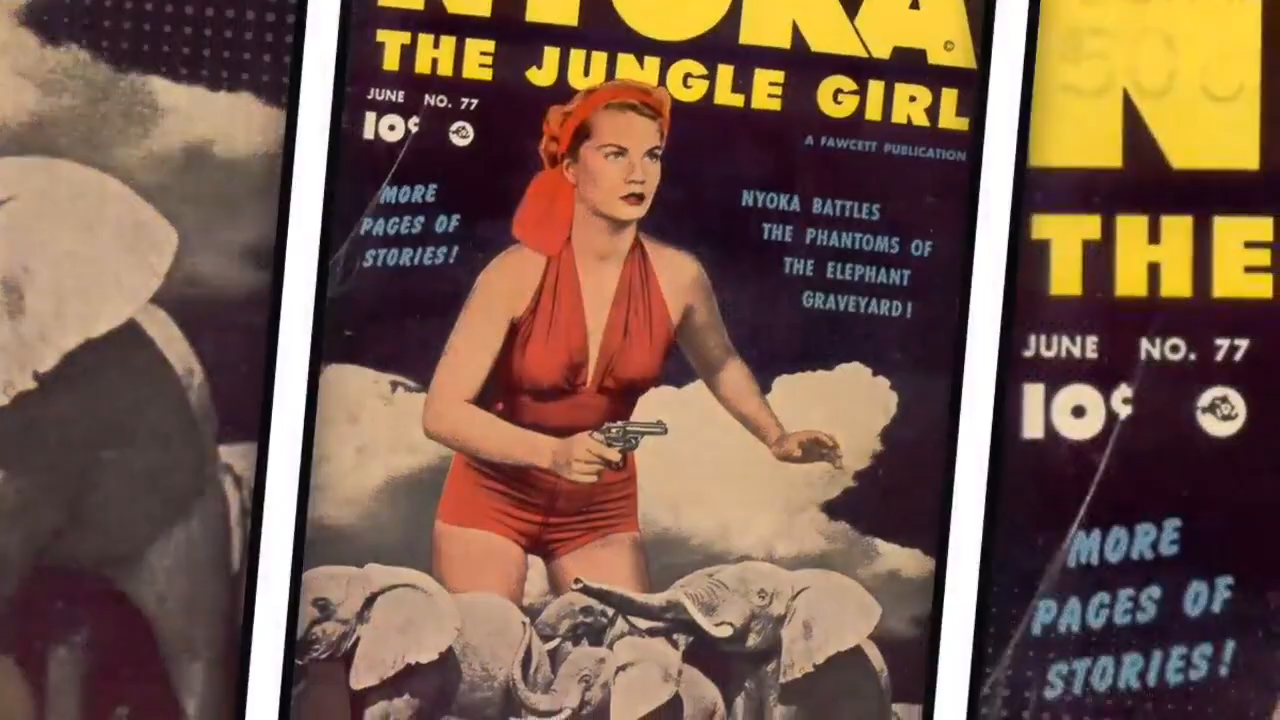 NYOKA
THE JUNGLE GIRL
©
JUNE NO. 77
10¢
A FAWCETT PUBLICATION
MORE
PAGES OF
STORIES!
NYOKA BATTLES
THE PHANTOMS OF
THE ELEPHANT
GRAVEYARD!
N
THE
JUNE NO. 77
10¢
MORE
PAGES OF
STORIES!